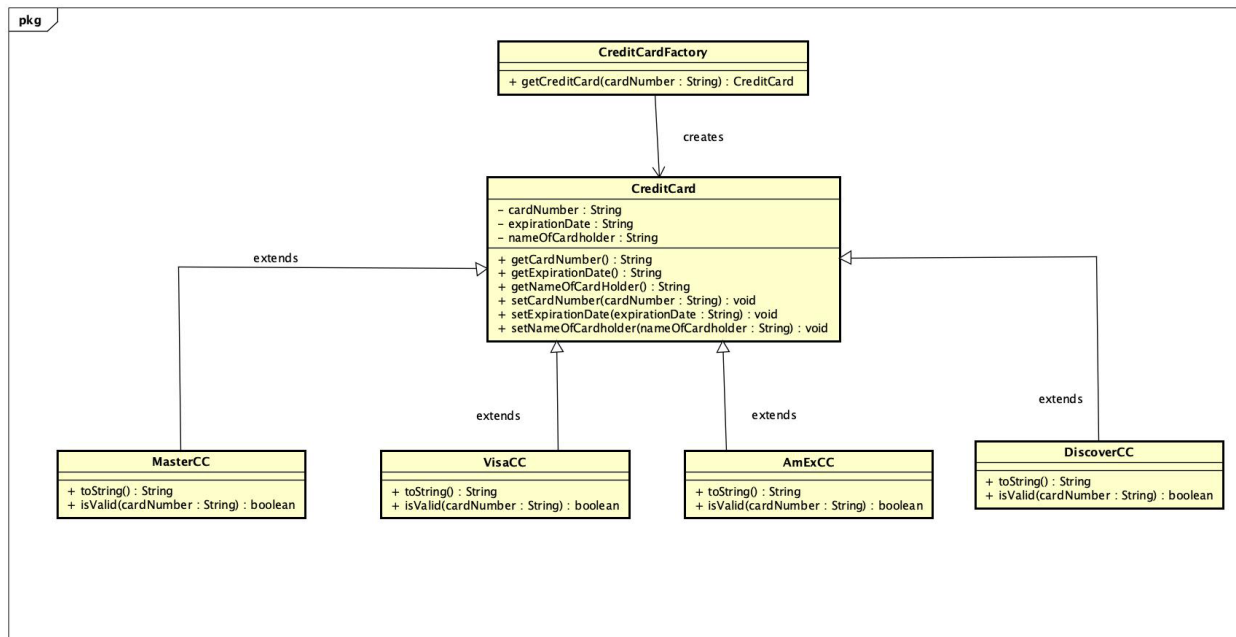 pkg
CreditCardFactory
+ getCreditCard(cardNumber : String) : CreditCard
creates
CreditCard
– cardNumber : String
– expirationDate : String
– nameOfCardholder : String
+ getCardNumber() : String
+ getExpirationDate() : String
+ getNameOfCardHolder() : String
+ setCardNumber(cardNumber : String) : void
+ setExpirationDate(expirationDate : String) : void
+ setNameOfCardholder(nameOfCardholder : String) : void
extends
extends
extends
extends
MasterCC
+ toString() : String
+ isValid(cardNumber : String) : boolean
VisaCC
+ toString() : String
+ isValid(cardNumber : String) : boolean
AmExCC
+ toString() : String
+ isValid(cardNumber : String) : boolean
DiscoverCC
+ toString() : String
+ isValid(cardNumber : String) : boolean